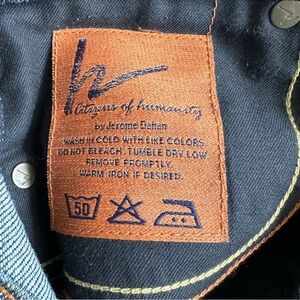 Citizens of humanity
by Jerome Dahan
WASH IN COLD WITH LIKE COLORS.
DO NOT BLEACH. TUMBLE DRY LOW.
REMOVE PROMPTLY.
WARM IRON IF DESIRED.
50